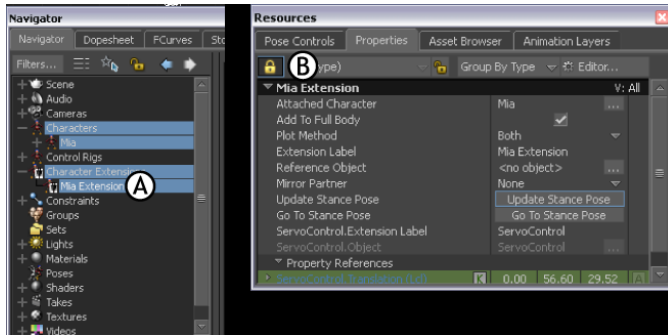 Navigator
Navigator Dopesheet FCurves
Filters...
Scene
Audio
Cameras
Characters
Mia
Control Rigs
Character Extension
Mia Extension A
Constraints
Groups
Sets
Lights
Materials
Poses
Shaders
Takes
Textures
Videos
Resources
Pose Controls Properties Asset Browser Animation Layers
B Group By Type Editor...
Mia Extension V: All
Attached Character Mia ...
Add To Full Body
Plot Method Both
Extension Label Mia Extension
Reference Object <no object> ...
Mirror Partner None
Update Stance Pose Update Stance Pose
Go To Stance Pose Go To Stance Pose
ServoControl.Extension Label ServoControl
ServoControl.Object ServoControl ...
Property References
ServoControl.Translation K 0.00 56.60 29.52 A